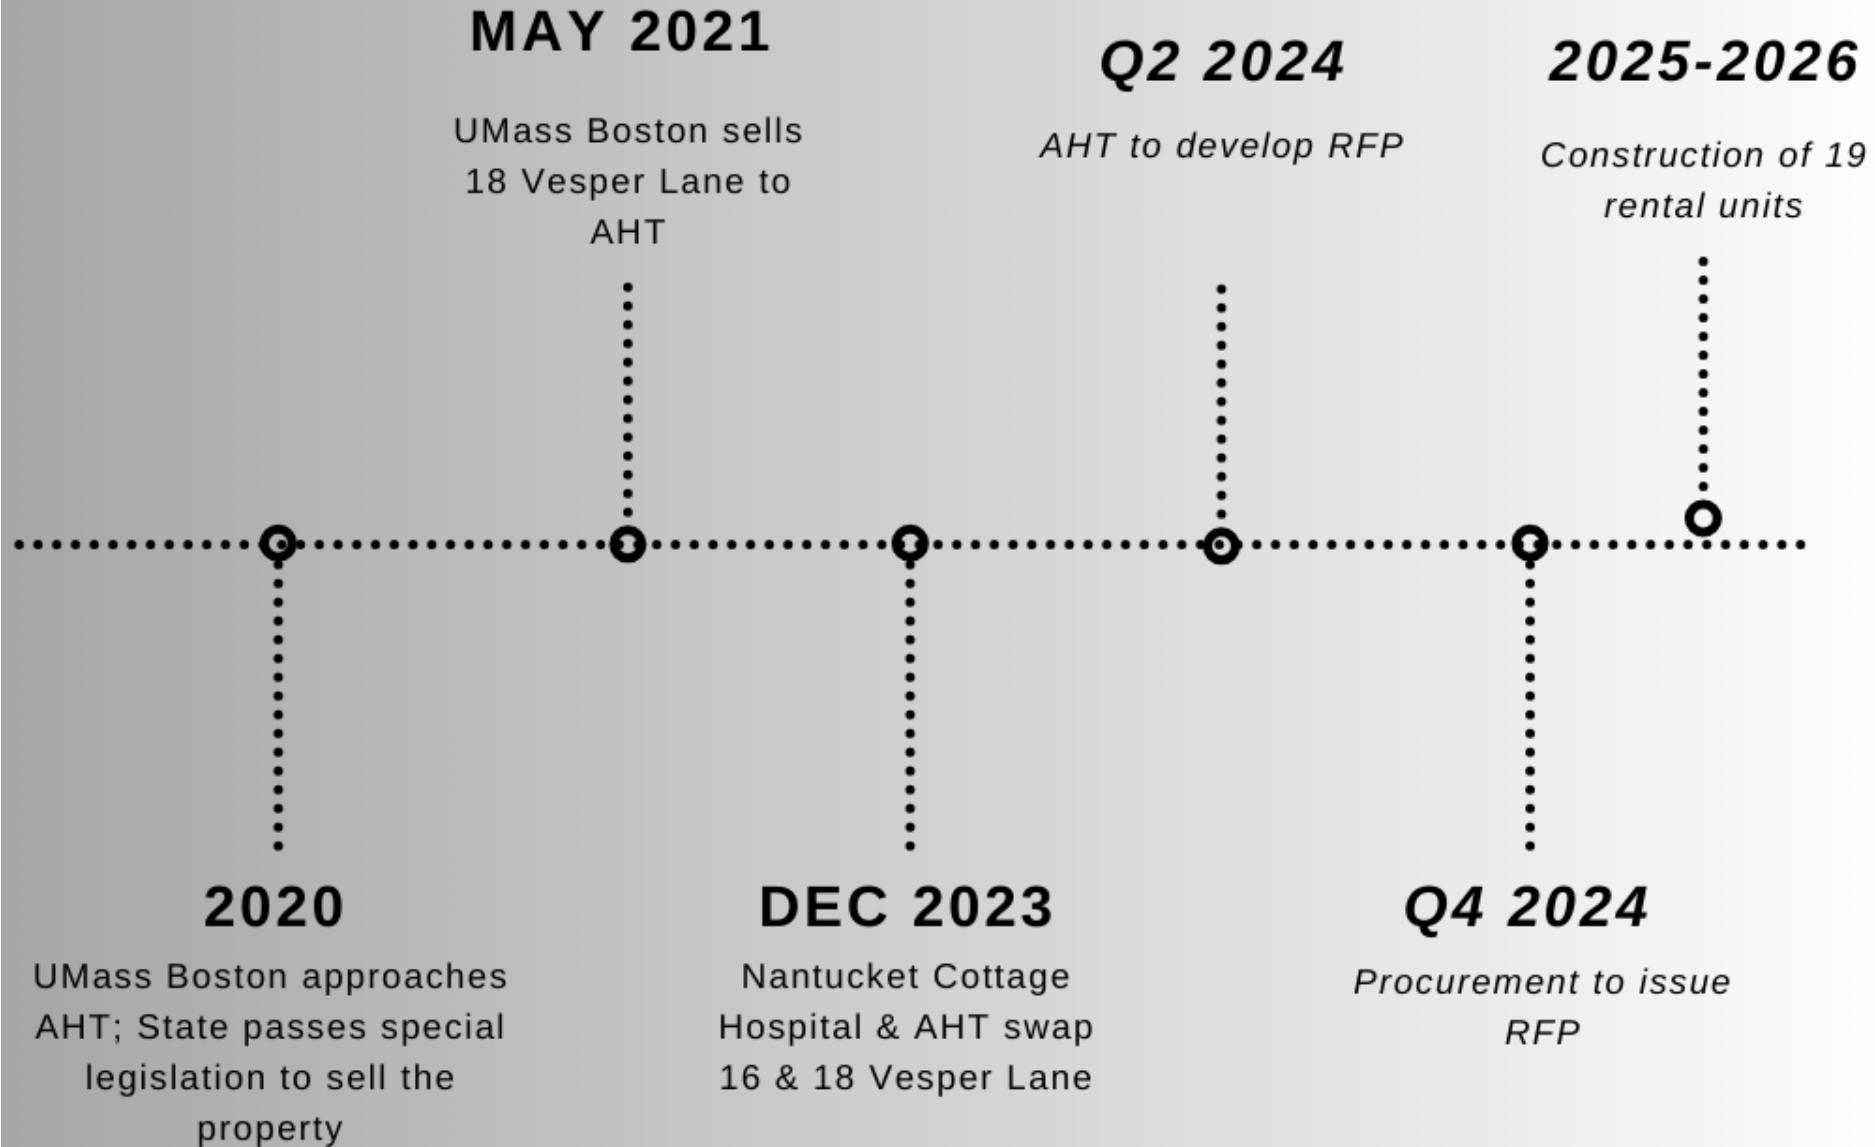 MAY 2021
UMass Boston sells
18 Vesper Lane to
AHT
Q2 2024
AHT to develop RFP
2025-2026
Construction of 19
rental units
2020
UMass Boston approaches
AHT; State passes special
legislation to sell the
property
DEC 2023
Nantucket Cottage
Hospital & AHT swap
16 & 18 Vesper Lane
Q4 2024
Procurement to issue
RFP